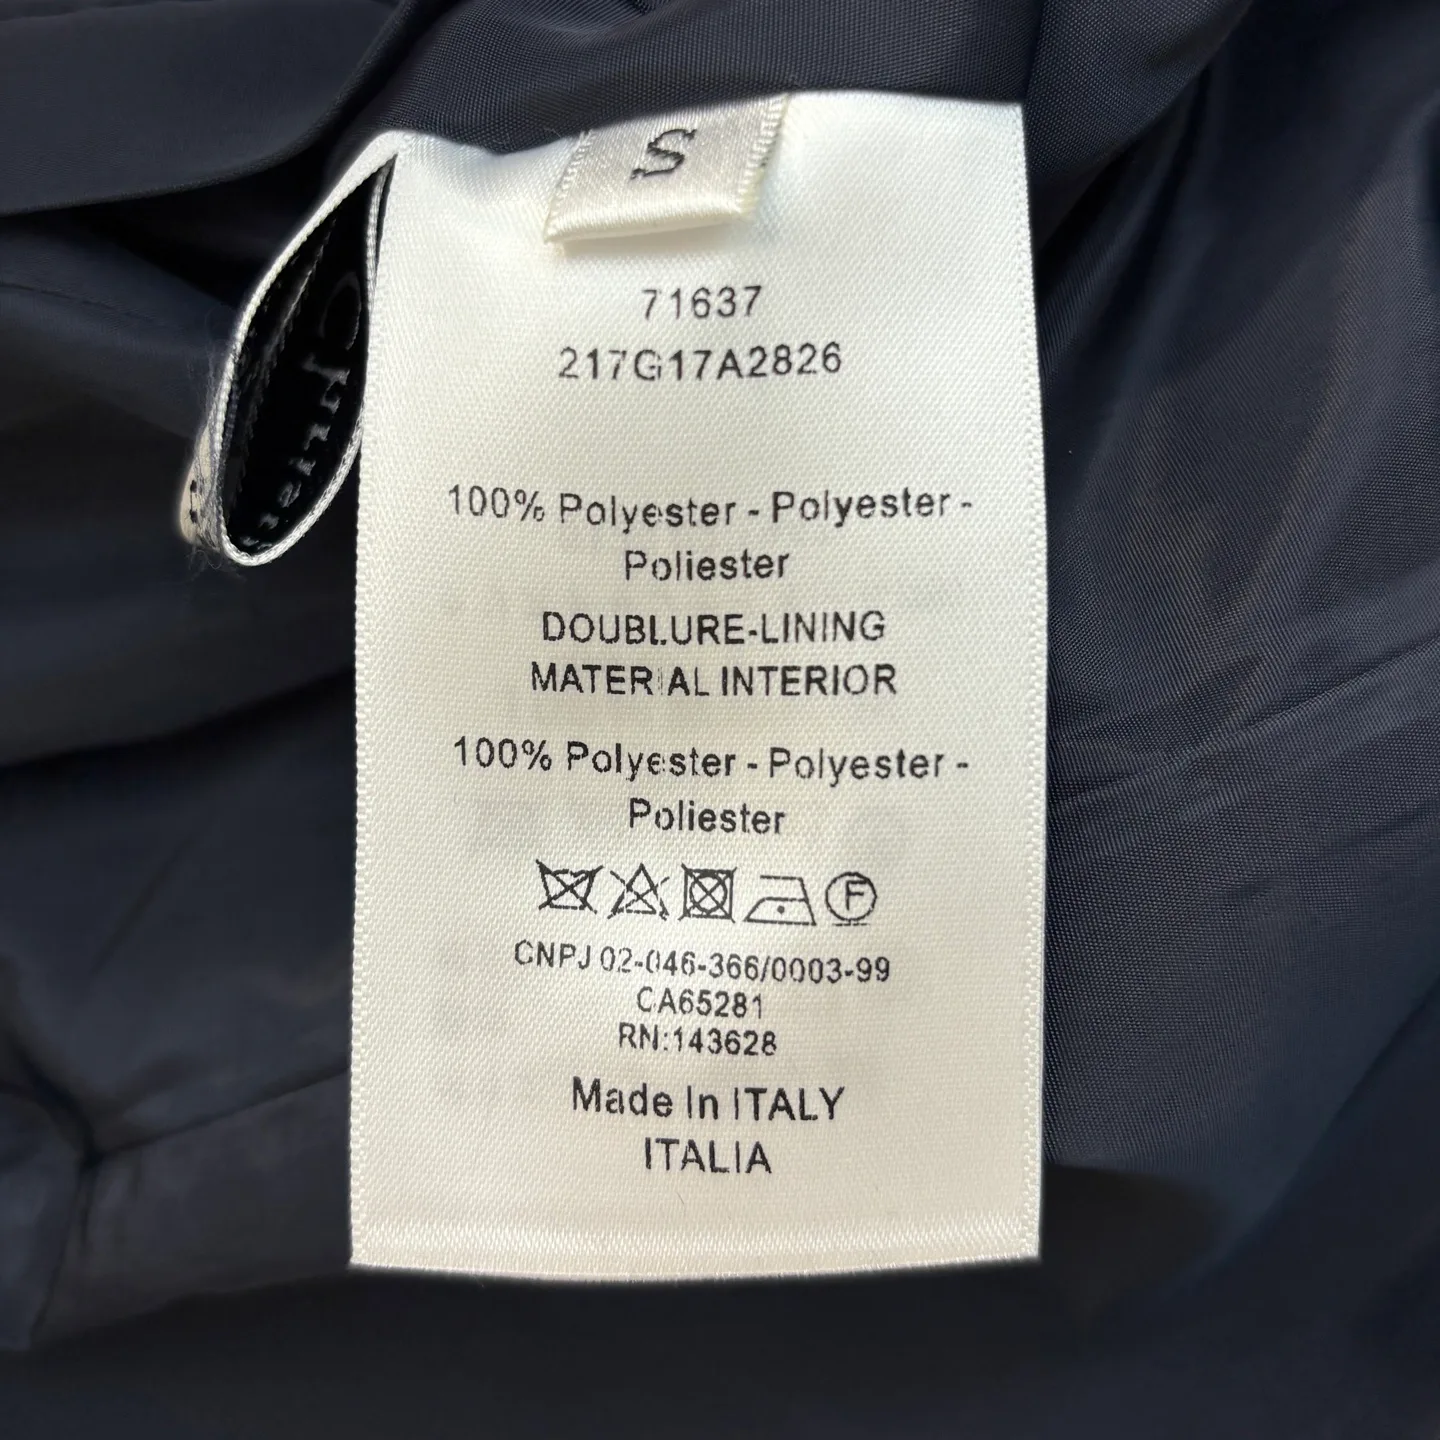 S
71637
217G17A2826
100% Polyester - Polyester -
Poliester
DOUBLURE-LINING
MATERIAL INTERIOR
100% Polyester - Polyester -
Poliester
F
CNPJ 02-046-366/0003-99
CA65281
RN:143628
Made In ITALY
ITALIA